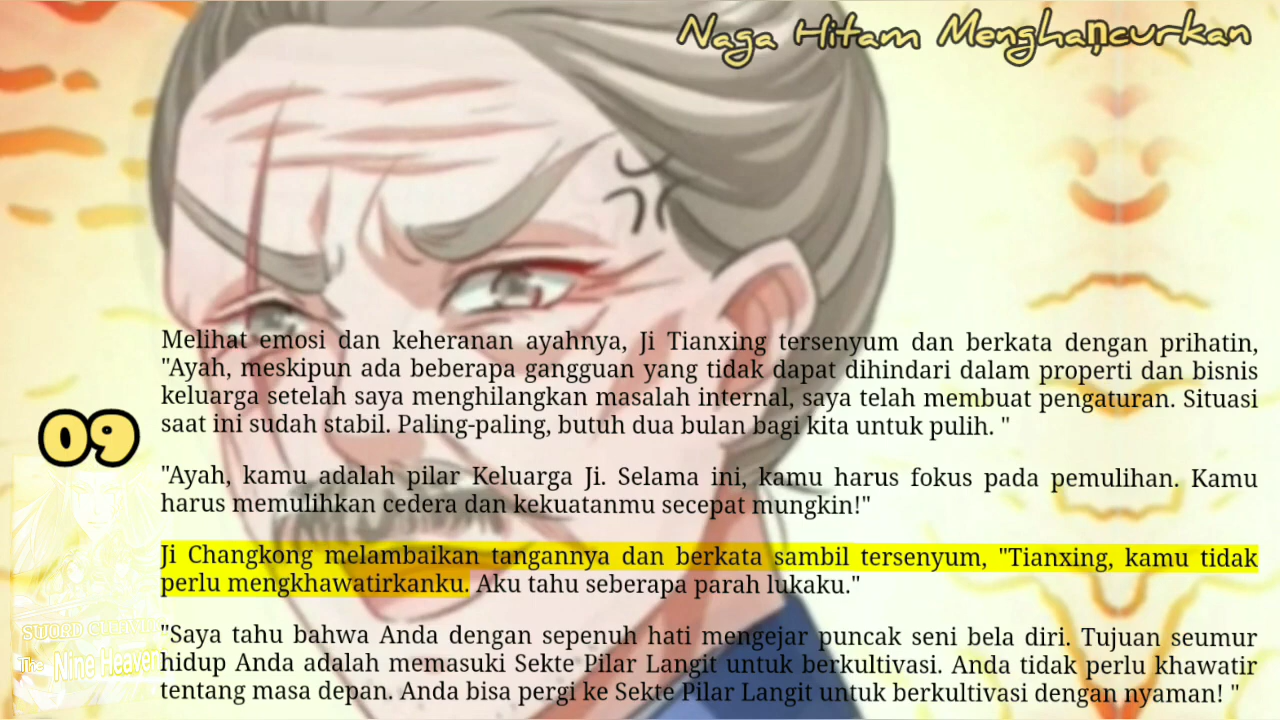 Naga Hitam Menghaņcurkan
Melihat emosi dan keheranan ayahnya, Ji Tianxing tersenyum dan berkata dengan prihatin,
"Ayah, meskipun ada beberapa gangguan yang tidak dapat dihindari dalam properti dan bisnis
keluarga setelah saya menghilangkan masalah internal, saya telah membuat pengaturan. Situasi
saat ini sudah stabil. Paling-paling, butuh dua bulan bagi kita untuk pulih. "
09
"Ayah, kamu adalah pilar Keluarga Ji. Selama ini, kamu harus fokus pada pemulihan. Kamu
harus memulihkan cedera dan kekuatanmu secepat mungkin!"
Ji Changkong melambaikan tangannya dan berkata sambil tersenyum, "Tianxing, kamu tidak
perlu mengkhawatirkanku. Aku tahu seberapa parah lukaku."
"Saya tahu bahwa Anda dengan sepenuh hati mengejar puncak seni bela diri. Tujuan seumur
hidup Anda adalah memasuki Sekte Pilar Langit untuk berkultivasi. Anda tidak perlu khawatir
tentang masa depan. Anda bisa pergi ke Sekte Pilar Langit untuk berkultivasi dengan nyaman! "
SWORD
The Nine Heavens